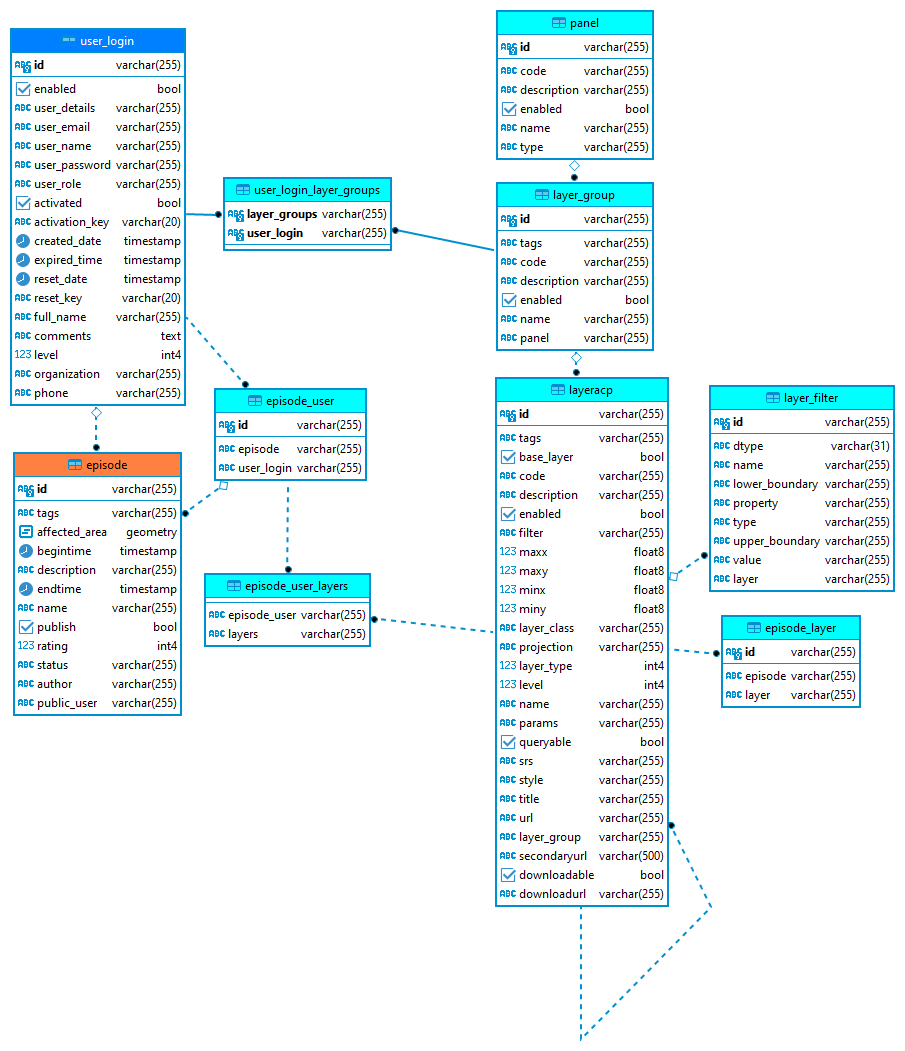 user_login
id varchar(255)
enabled bool
user_details varchar(255)
user_email varchar(255)
user_name varchar(255)
user_password varchar(255)
user_role varchar(255)
activated bool
activation_key varchar(20)
created_date timestamp
expired_time timestamp
reset_date timestamp
reset_key varchar(20)
full_name varchar(255)
comments text
level int4
organization varchar(255)
phone varchar(255)
panel
id varchar(255)
code varchar(255)
description varchar(255)
enabled bool
name varchar(255)
type varchar(255)
user_login_layer_groups
layer_groups varchar(255)
user_login varchar(255)
layer_group
id varchar(255)
tags varchar(255)
code varchar(255)
description varchar(255)
enabled bool
name varchar(255)
panel varchar(255)
episode_user
id varchar(255)
episode varchar(255)
user_login varchar(255)
episode
id varchar(255)
tags varchar(255)
affected_area geometry
begintime timestamp
description varchar(255)
endtime timestamp
name varchar(255)
publish bool
rating int4
status varchar(255)
author varchar(255)
public_user varchar(255)
episode_user_layers
episode_user varchar(255)
layers varchar(255)
layeracp
id varchar(255)
tags varchar(255)
base_layer bool
code varchar(255)
description varchar(255)
enabled bool
filter varchar(255)
maxx float8
maxy float8
minx float8
miny float8
layer_class varchar(255)
projection varchar(255)
layer_type int4
level int4
name varchar(255)
params varchar(255)
queryable bool
srs varchar(255)
style varchar(255)
title varchar(255)
url varchar(255)
layer_group varchar(255)
secondaryurl varchar(500)
downloadable bool
downloadurl varchar(255)
layer_filter
id varchar(255)
dtype varchar(31)
name varchar(255)
lower_boundary varchar(255)
property varchar(255)
type varchar(255)
upper_boundary varchar(255)
value varchar(255)
layer varchar(255)
episode_layer
id varchar(255)
episode varchar(255)
layer varchar(255)